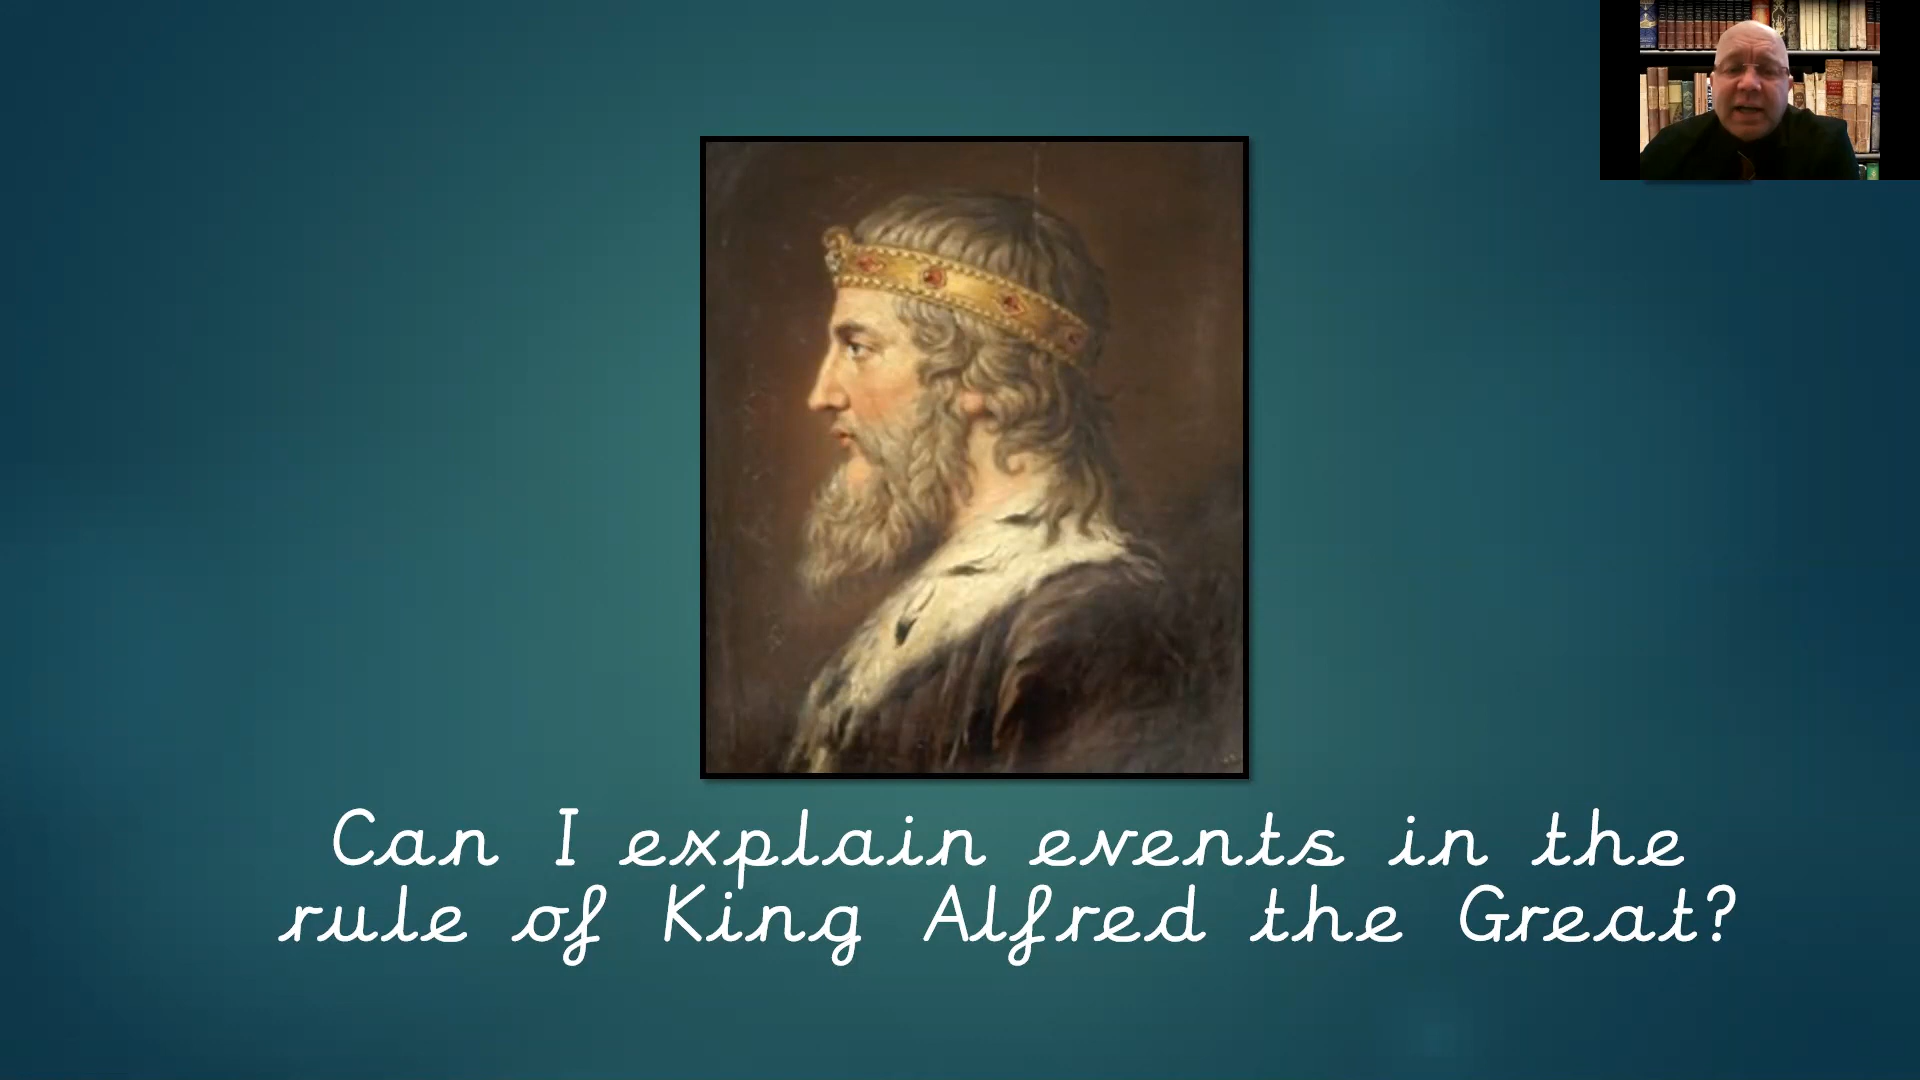 Can I explain events in the
rule of King Alfred the Great?